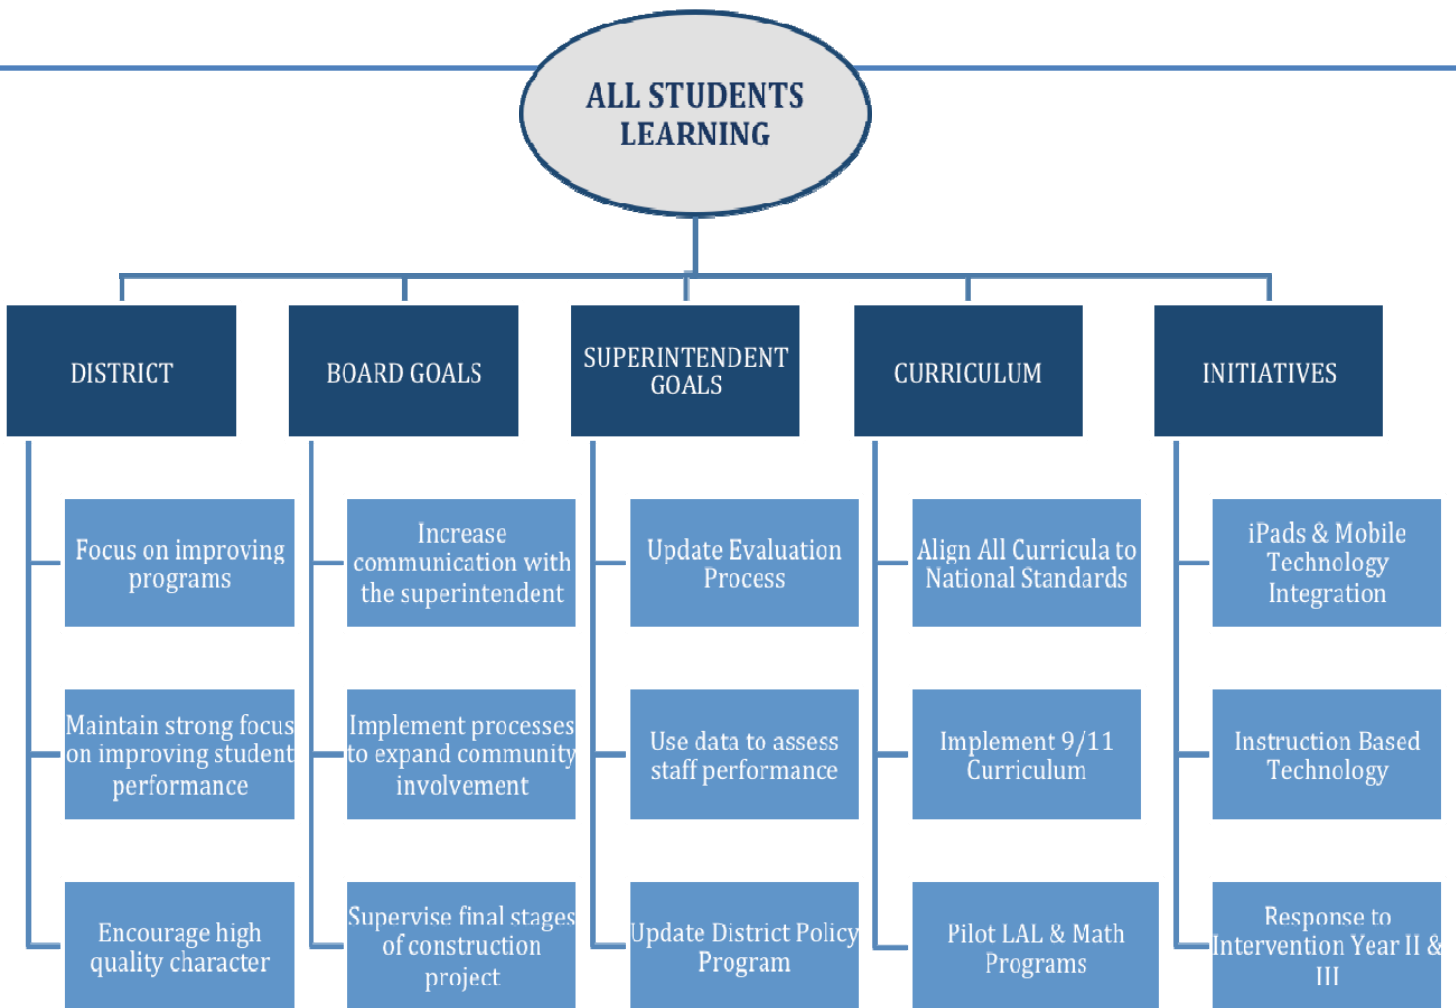 ALL STUDENTS
LEARNING
DISTRICT
BOARD GOALS
SUPERINTENDENT
GOALS
CURRICULUM
INITIATIVES
Focus on improving
programs
Maintain strong focus
on improving student
performance
Encourage high
quality character
Increase
communication with
the superintendent
Implement processes
to expand community
involvement
Supervise final stages
of construction
project
Update Evaluation
Process
Use data to assess
staff performance
Update District Policy
Program
Align All Curricula to
National Standards
Implement 9/11
Curriculum
Pilot LAL & Math
Programs
iPads & Mobile
Technology
Integration
Instruction Based
Technology
Response to
Intervention Year II &
III